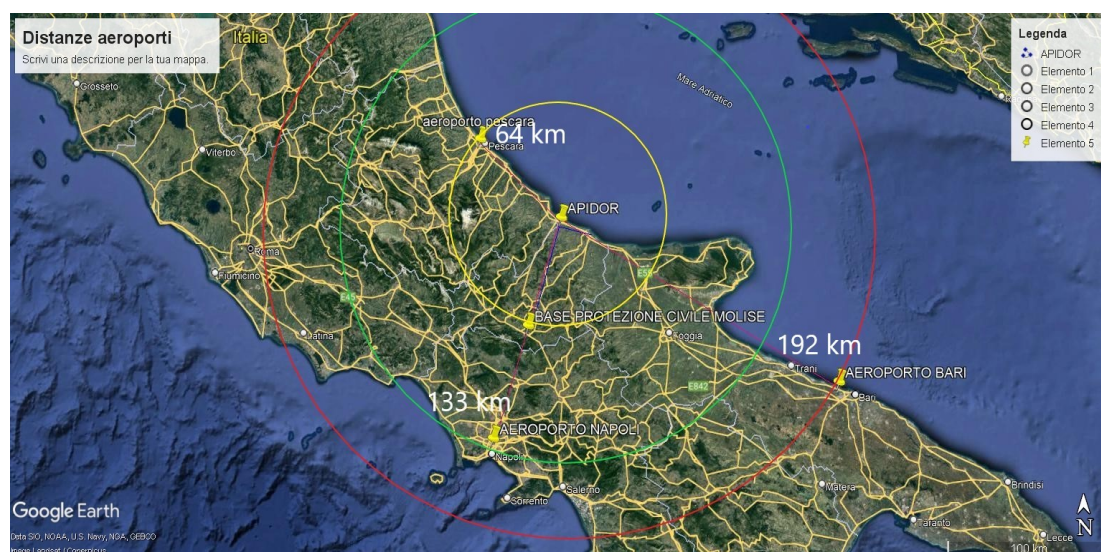 Distanze aeroporti
Scrivi una descrizione per la tua mappa.
Italia
Legenda
APIDOR
Elemento 1
Elemento 2
Elemento 3
Elemento 4
Elemento 5
Grosseto
Mare Adriatico
aeroporto pescara
64 km
Pescara
Viterbo
APIDOR
Roma
Fiumicino
E55
E45
BASE PROTEZIONE CIVILE MOLISE
Latina
Foggia
192 km
Trani
AEROPORTO BARI
E842
Bari
133 km
AEROPORTO NAPOLI
Napoli
Salerno
Matera
Brindisi
Sorrento
Google Earth
Taranto
N
Lecce
Data SIO, NOAA, U.S. Navy, NGA, GEBCO
Image Landsat / Copernicus
100 km